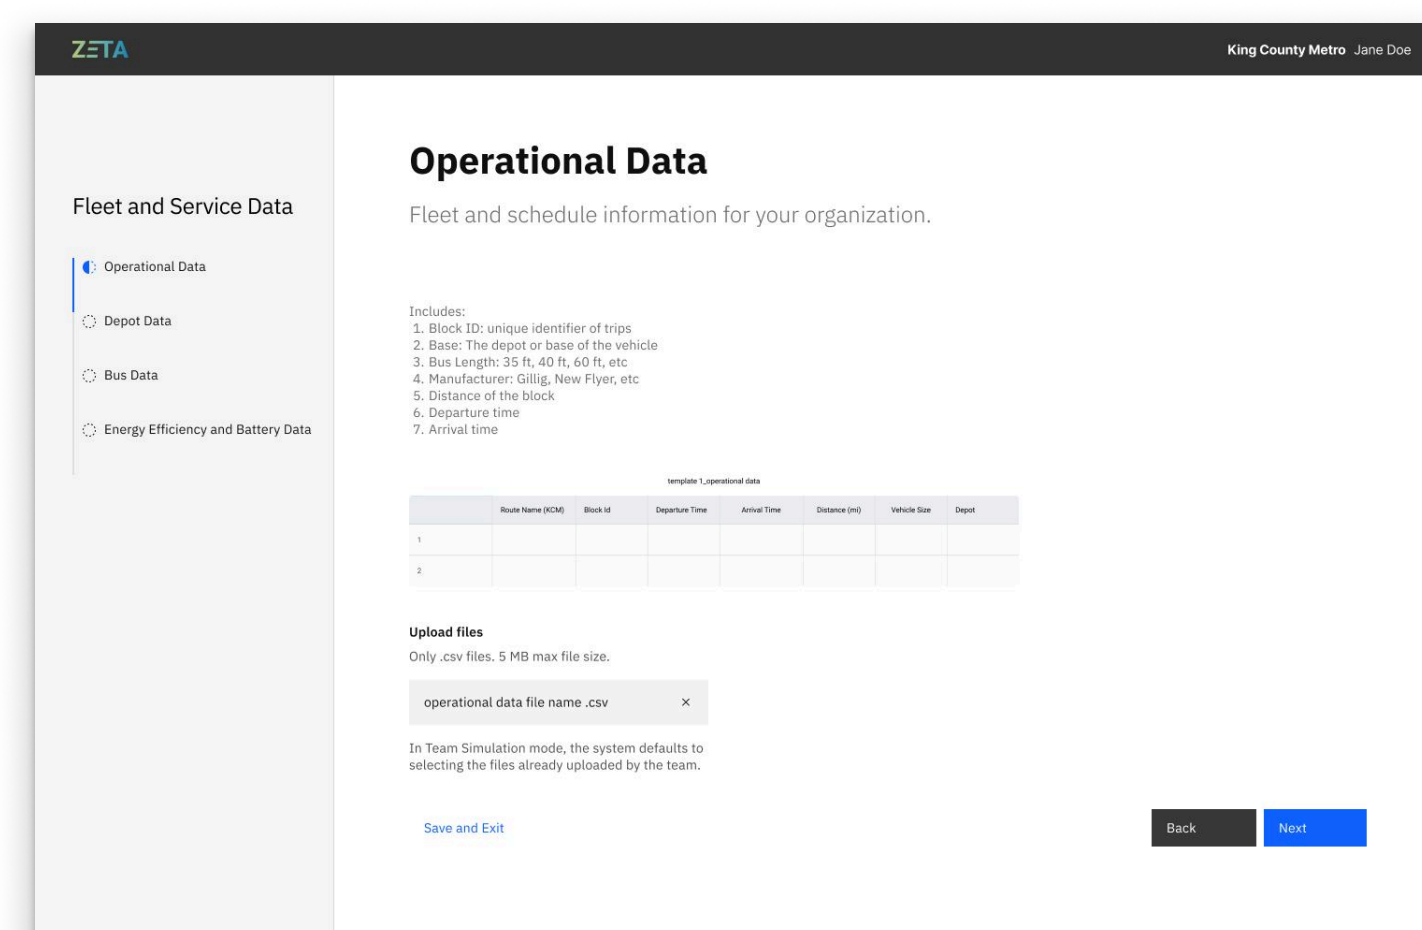 ZETA
King County Metro Jane Doe
Fleet and Service Data
Operational Data
Depot Data
Bus Data
Energy Efficiency and Battery Data
Operational Data
Fleet and schedule information for your organization.
Includes:
1. Block ID: unique identifier of trips
2. Base: The depot or base of the vehicle
3. Bus Length: 35 ft, 40 ft, 60 ft, etc
4. Manufacturer: Gillig, New Flyer, etc
5. Distance of the block
6. Departure time
7. Arrival time
template 1_operational data
Route Name (KCM) Block Id Departure Time Arrival Time Distance (mi) Vehicle Size Depot
1
2
Upload files
Only .csv files. 5 MB max file size.
operational data file name .csv ×
In Team Simulation mode, the system defaults to
selecting the files already uploaded by the team.
Save and Exit
Back Next